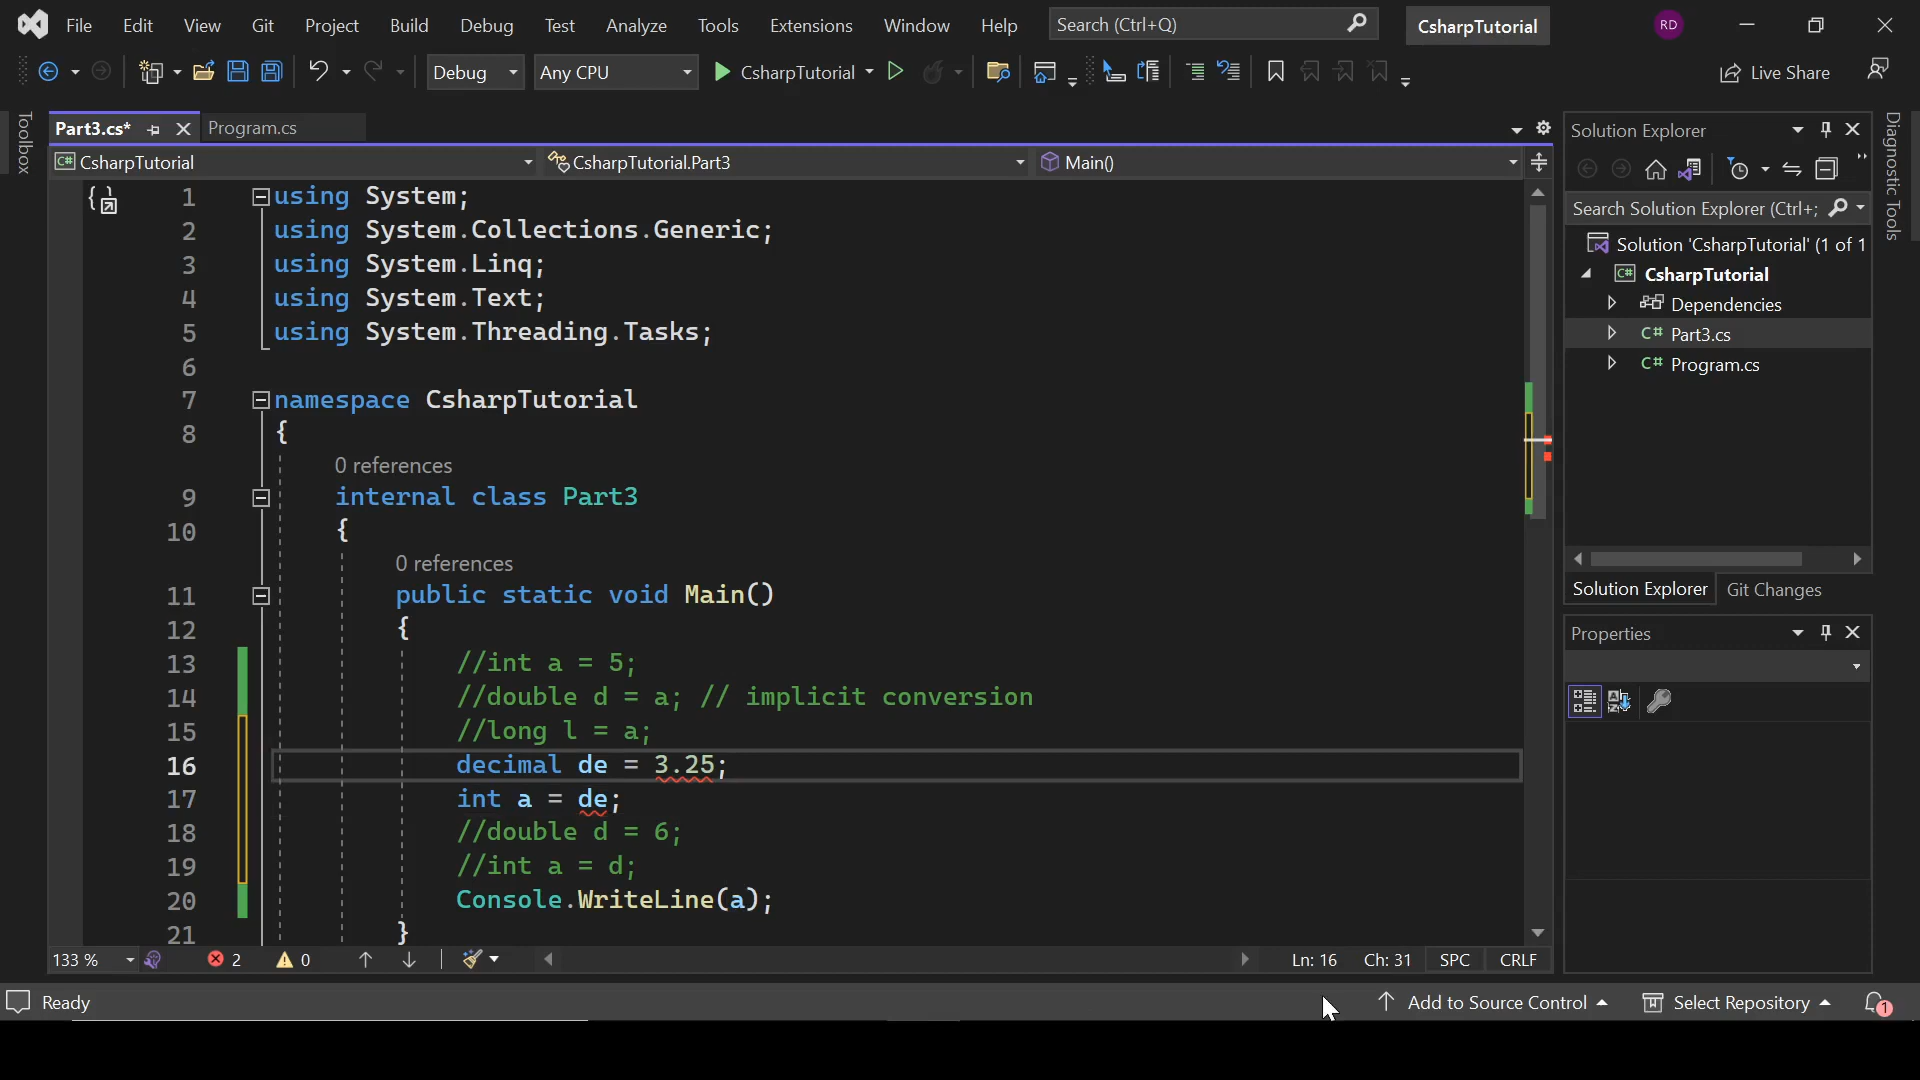 File Edit View Git Project Build Debug Test Analyze Tools Extensions Window Help Search (Ctrl+Q) CsharpTutorial RD
Debug Any CPU CsharpTutorial Live Share
Toolbox
Part3.cs* Program.cs
CsharpTutorial CsharpTutorial.Part3 Main()
1 using System;
2 using System.Collections.Generic;
3 using System.Linq;
4 using System.Text;
5 using System.Threading.Tasks;
6
7 namespace CsharpTutorial
8 {
0 references
9 internal class Part3
10 {
0 references
11 public static void Main()
12 {
13 //int a = 5;
14 //double d = a; // implicit conversion
15 //long l = a;
16 decimal de = 3.25;
17 int a = de;
18 //double d = 6;
19 //int a = d;
20 Console.WriteLine(a);
21 }
133 % 2 0 Ln: 16 Ch: 31 SPC CRLF
Solution Explorer
Search Solution Explorer (Ctrl+;
Solution 'CsharpTutorial' (1 of 1
C# CsharpTutorial
Dependencies
C# Part3.cs
C# Program.cs
Solution Explorer Git Changes
Properties
Diagnostic Tools
Ready Add to Source Control Select Repository 1